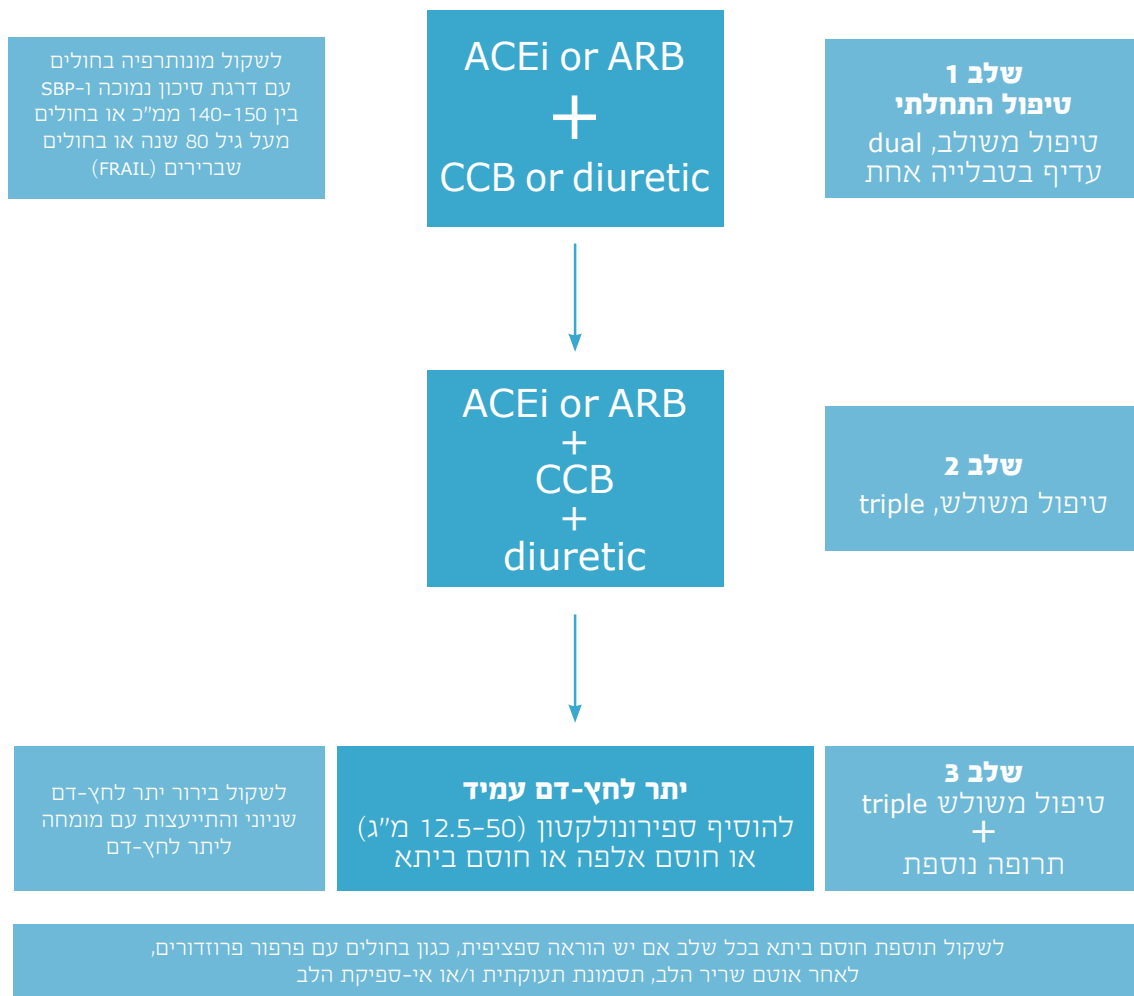 שלב 1
טיפול התחלתי
טיפול משולב, dual
עדיף בטבלייה אחת
ACEi or ARB
+
CCB or diuretic
לשקול מונותרפיה בחולים
עם דרגת סיכון נמוכה ו-SBP
בין 140-150 ממ"כ או בחולים
מעל גיל 80 שנה או בחולים
שברירים (FRAIL)
שלב 2
טיפול משולש, triple
ACEi or ARB
+
CCB
+
diuretic
שלב 3
טיפול משולש triple
+
תרופה נוספת
יתר לחץ-דם עמיד
להוסיף ספירונולקטון (12.5-50 מ"ג)
או חוסם אלפה או חוסם ביתא
לשקול בירור יתר לחץ-דם
שניוני והתייעצות עם מומחה
ליתר לחץ-דם
לשקול תוספת חוסם ביתא בכל שלב אם יש הוראה ספציפית, כגון בחולים עם פרפור פרוזדורים,
לאחר אוטם שריר הלב, תסמונת תעוקתית ו/או אי-ספיקת הלב